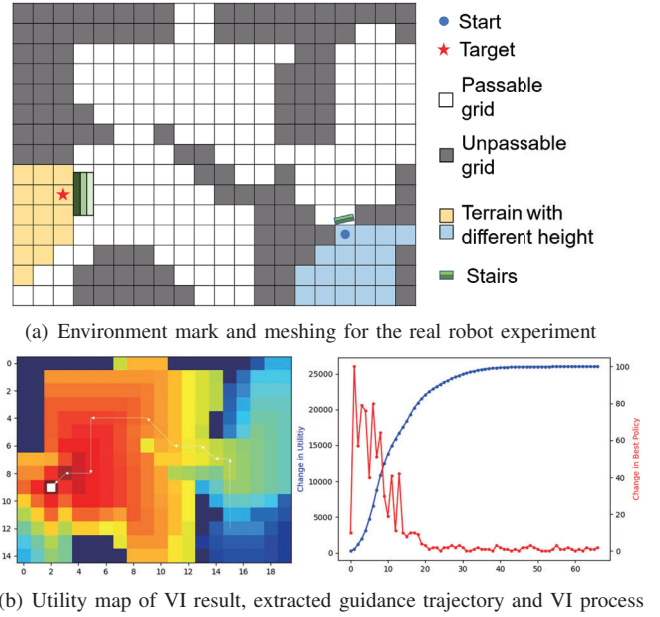 Start
Target
Passable
grid
Unpassable
grid
Terrain with
different height
Stairs
(a) Environment mark and meshing for the real robot experiment
0
2
4
6
8
10
12
14
0 2 4 6 8 10 12 14 16 18
25000
20000
15000
10000
5000
0
Change in Utilitiy
0 10 20 30 40 50 60
100
80
60
40
20
0
Change in Best Policy
(b) Utility map of VI result, extracted guidance trajectory and VI process